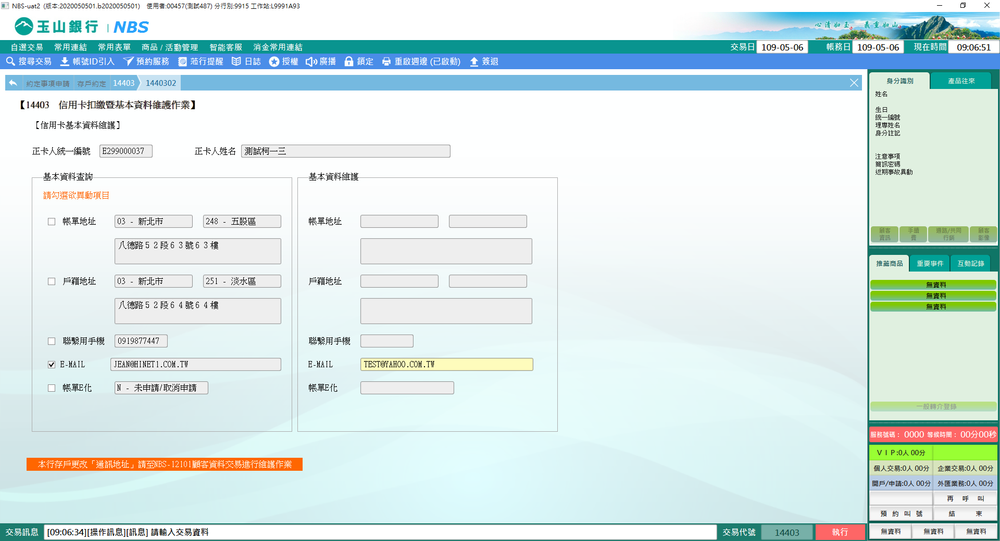 NBS-uat2 (版本:2020050501.b2020050501) 使用者:00457(測試487) 分行別:9915 工作站:L9991A93
玉山銀行 | NBS
心清如玉。義重如山。
自選交易 常用連結 常用表單 商品 / 活動管理 智能客服 消金常用連結 交易日 109-05-06 帳務日 109-05-06 現在時間 09:06:51
搜尋交易 帳號ID引入 預約服務 蒞行提醒 日誌 授權 廣播 鎖定 重啟週邊 (已啟動) 簽退
約定事項申請 存戶約定 14403 1440302
【14403 信用卡扣繳暨基本資料維護作業】
【信用卡基本資料維護】
正卡人統一編號 E299000037 正卡人姓名 測試柯一三
基本資料查詢
請勾選欲異動項目
帳單地址 03 - 新北市 248 - 五股區
八德路５２段６３號６３樓
戶籍地址 03 - 新北市 251 - 淡水區
八德路５２段６４號６４樓
聯繫用手機 0919877447
E-MAIL JEAN@HINET1.COM.TW
帳單E化 N - 未申請/取消申請
基本資料維護
帳單地址
戶籍地址
聯繫用手機
E-MAIL TEST@YAHOO.COM.TW
帳單E化
本行存戶更改「通訊地址」請至NBS-12101顧客資料交易進行維護作業
交易訊息 [09:06:34][操作訊息][訊息] 請輸入交易資料 交易代號 14403 執行
身分識別 產品往來
姓名
生日
統一編號
理專姓名
身分註記
注意事項
簡訊密碼
近期事故異動
顧客資訊 手續費 通路/共同行銷 顧客影像
推薦商品 重要事件 互動記錄
無資料
無資料
無資料
一般轉介登錄
服務號碼： 0000 等候時間： 00分00秒
ＶＩＰ:0人 00分
個人交易:0人 00分 企業交易:0人 00分
開戶/申請:0人 00分 外匯業務:0人 00分
再 呼 叫
預 約 叫 號 結 束
無資料 無資料 無資料